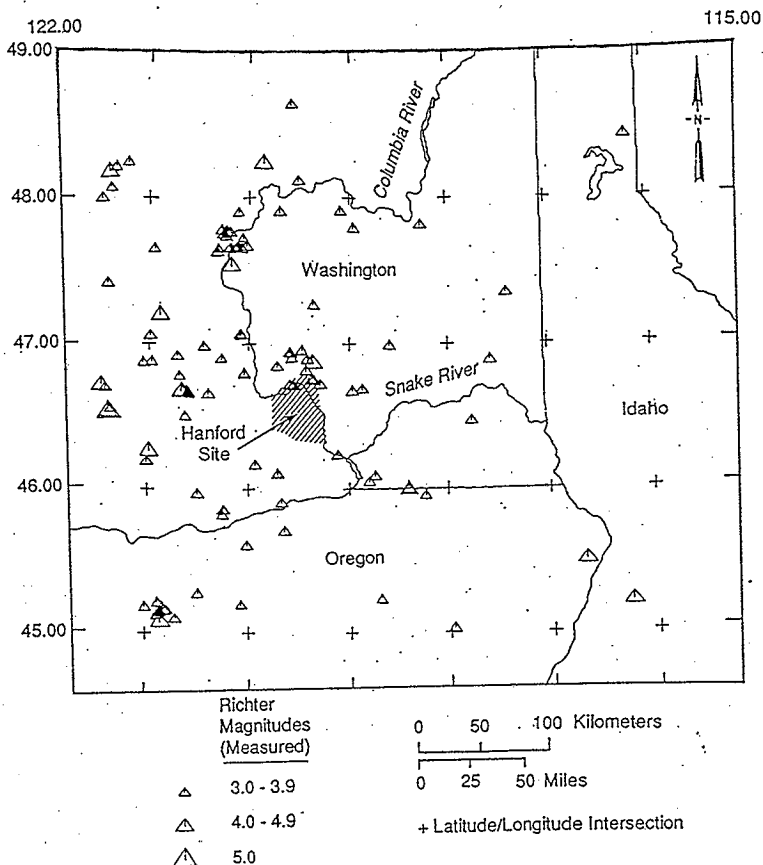 122.00
115.00
49.00
Columbia River
N
48.00
Washington
47.00
Snake River
Idaho
Hanford
Site
46.00
Oregon
45.00
Richter
Magnitudes
(Measured)
3.0 - 3.9
4.0 - 4.9
5.0
0 50 100 Kilometers
0 25 50 Miles
+ Latitude/Longitude Intersection